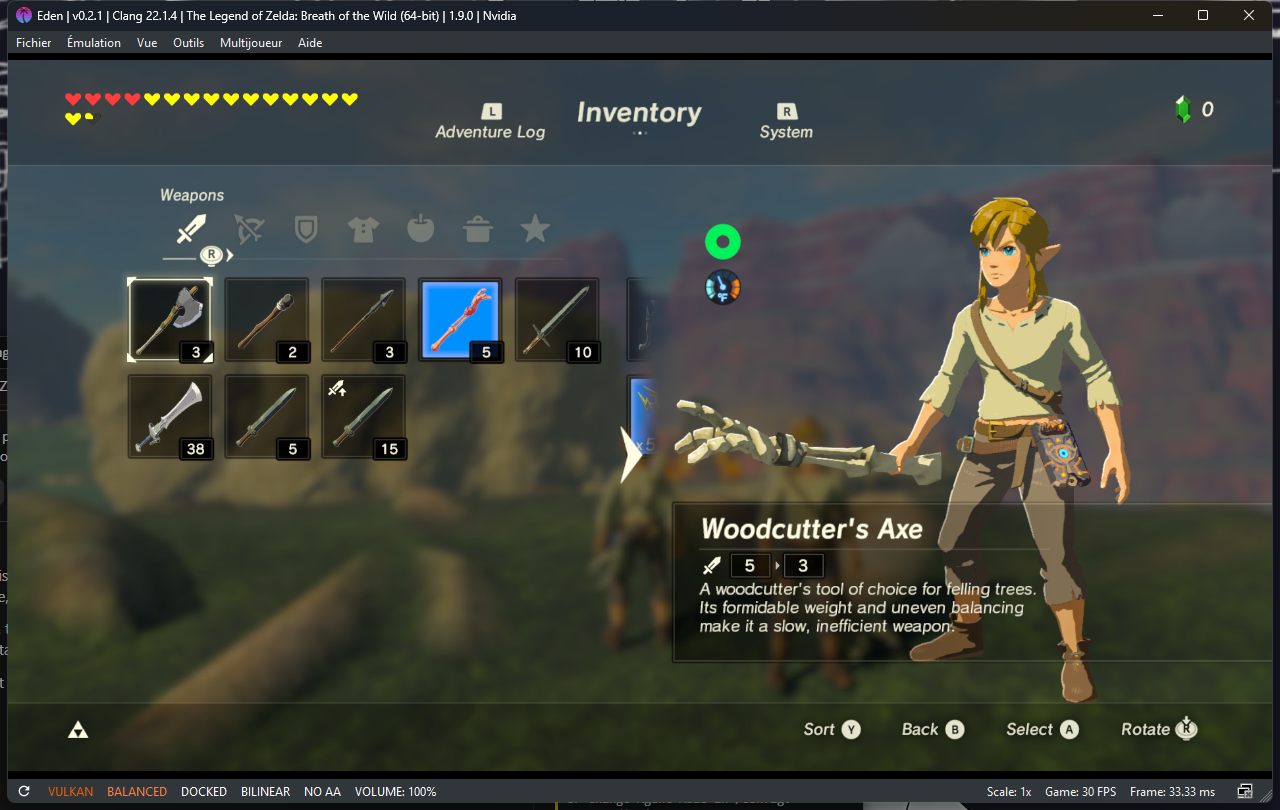 Eden | v0.2.1 | Clang 22.1.4 | The Legend of Zelda: Breath of the Wild (64-bit) | 1.9.0 | Nvidia
Fichier Émulation Vue Outils Multijoueur Aide
L Inventory R 0
Adventure Log System
Weapons
R
°F
3 2 3 5 10
38 5 15 x5
Woodcutter's Axe
5 3
A woodcutter's tool of choice for felling trees.
Its formidable weight and uneven balancing
make it a slow, inefficient weapon.
Sort Y Back B Select A Rotate R
VULKAN BALANCED DOCKED BILINEAR NO AA VOLUME: 100% Scale: 1x Game: 30 FPS Frame: 33.33 ms